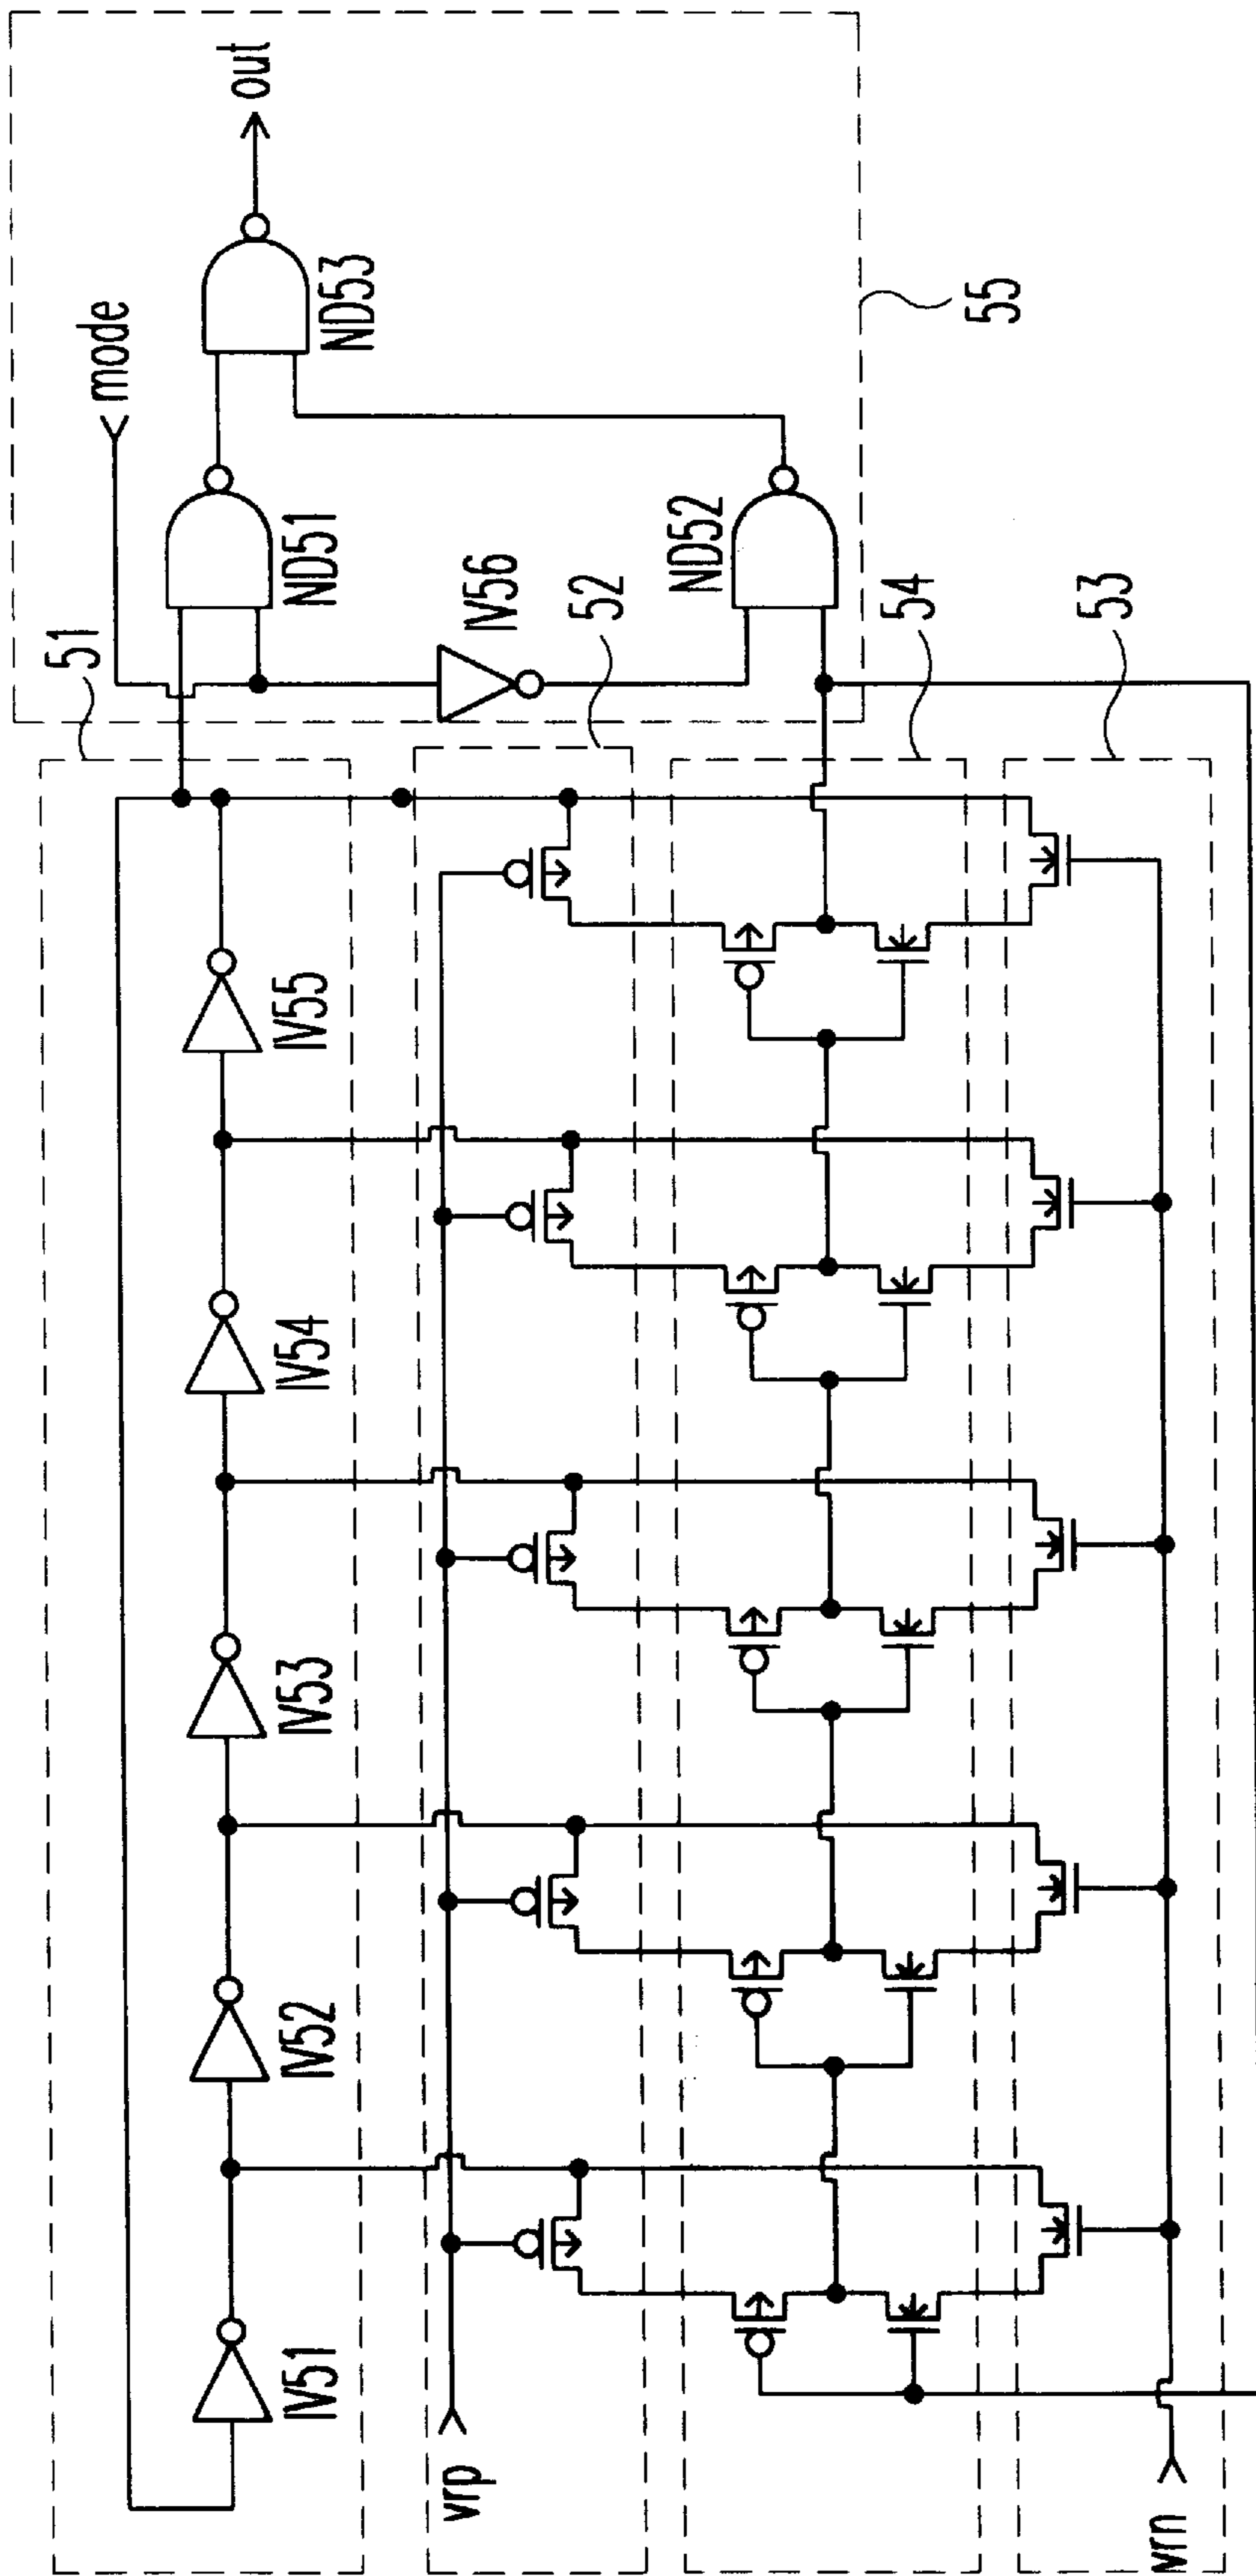 51
IV51
IV52
IV53
IV54
IV55
mode
out
ND51
ND53
IV56
ND52
55
52
54
53
vrp
vrn